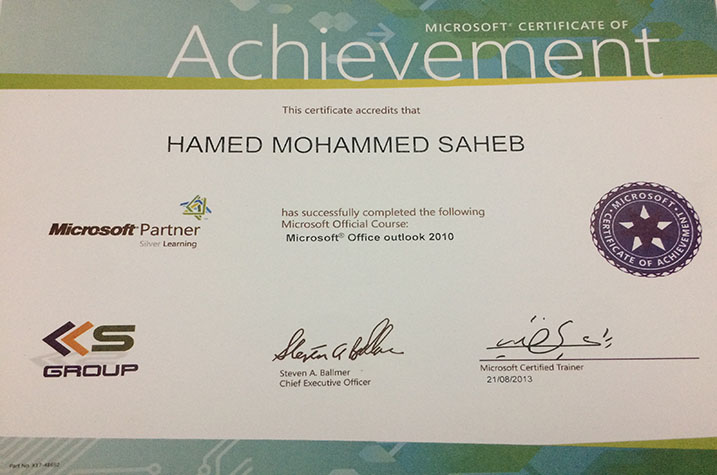 MICROSOFT® CERTIFICATE OF
Achievement
This certificate accredits that
HAMED MOHAMMED SAHEB
Microsoft Partner
Silver Learning
has successfully completed the following
Microsoft Official Course:
Microsoft® Office outlook 2010
MICROSOFT
CERTIFICATE OF ACHIEVEMENT
KS
GROUP
Steven A Ballmer
Steven A. Ballmer
Chief Executive Officer
Microsoft Certified Trainer
21/08/2013
Part No.